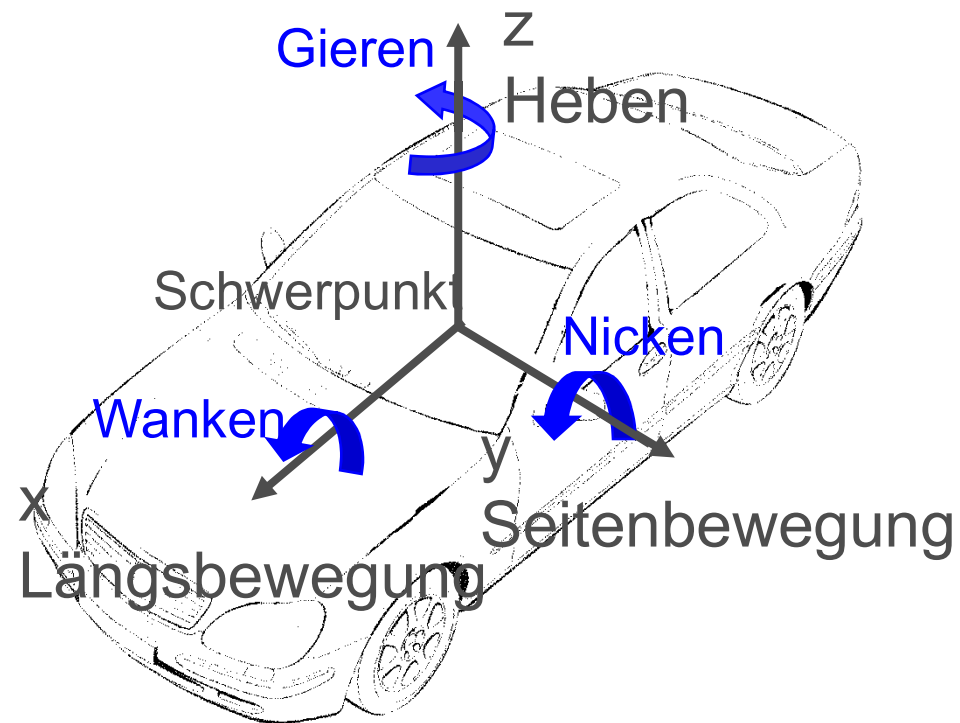 z
Gieren
Heben
Schwerpunkt
Nicken
Wanken
y
x
Seitenbewegung
Längsbewegung